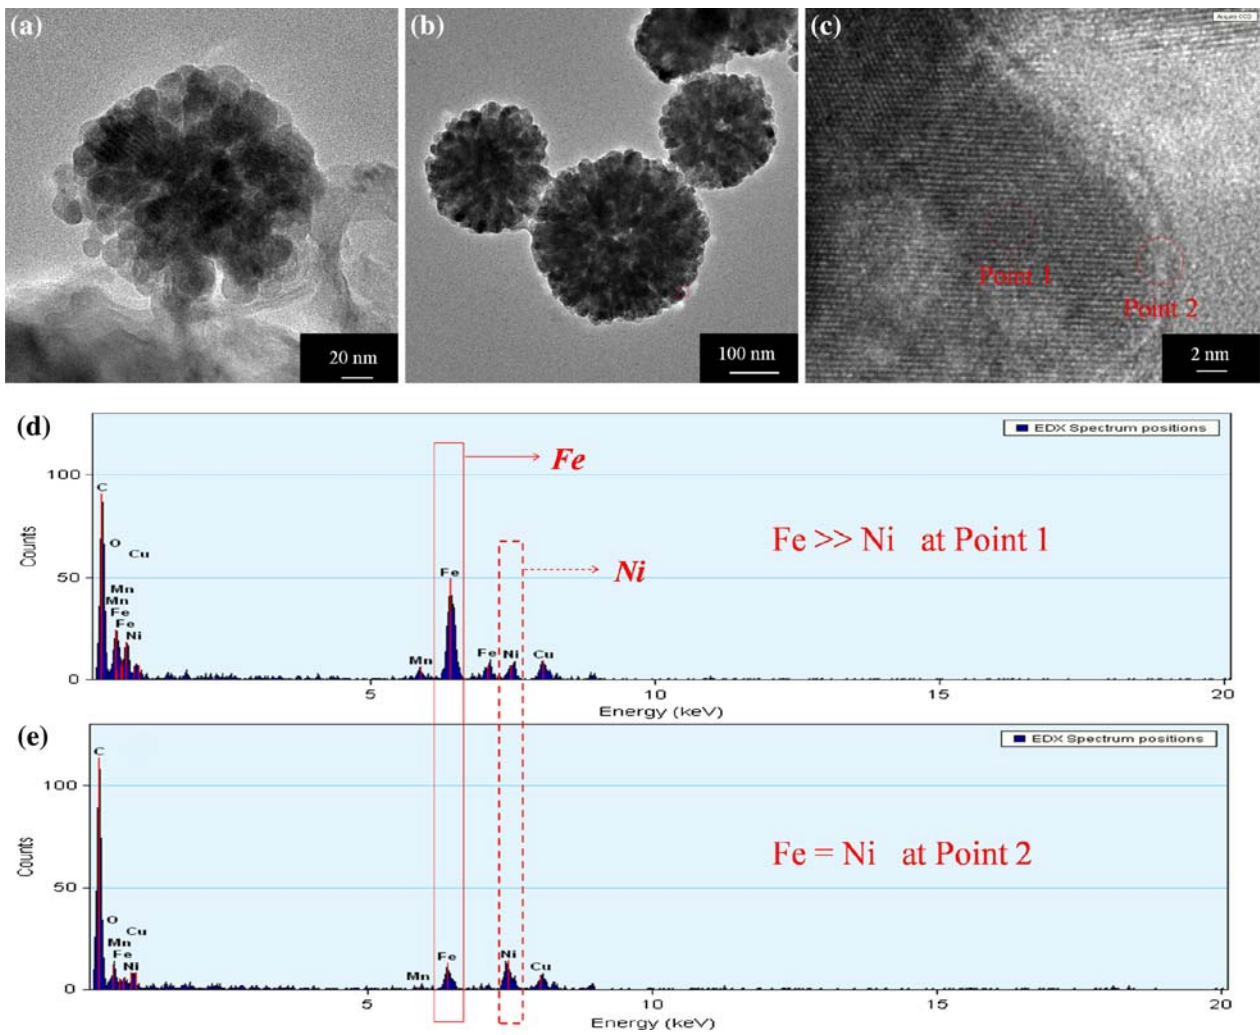 (a)
20 nm
(b)
100 nm
(c)
Acquire CCD
Point 1
Point 2
2 nm
(d)
EDX Spectrum positions
Fe
Ni
Fe >> Ni at Point 1
Counts
100
50
0
C
O
Cu
Mn
Mn
Fe
Fe
Ni
Mn
Fe
Fe
Ni
Cu
5
10
15
20
Energy (keV)
(e)
EDX Spectrum positions
Fe = Ni at Point 2
Counts
100
50
0
C
O
Cu
Mn
Fe
Ni
Mn
Fe
Ni
Cu
5
10
15
20
Energy (keV)